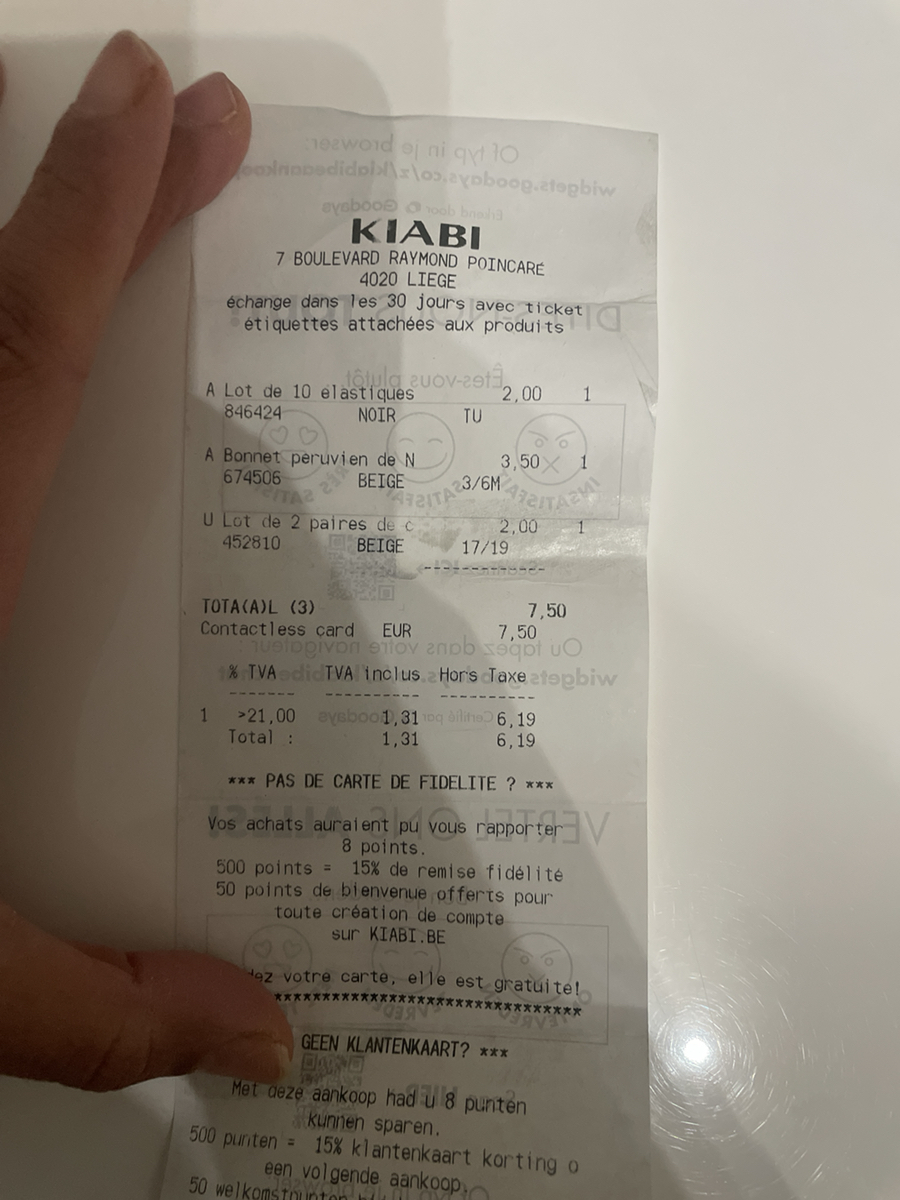 KIABI
7 BOULEVARD RAYMOND POINCARÉ
4020 LIEGE
échange dans les 30 jours avec ticket
étiquettes attachées aux produits
A Lot de 10 élastiques 2,00 1
846424 NOIR TU
A Bonnet peruvien de N 3,50 1
674506 BEIGE 3/6M
U Lot de 2 paires de c 2,00 1
452810 BEIGE 17/19
-------------
TOTA(A)L (3) 7,50
Contactless card EUR 7,50
% TVA TVA inclus Hors Taxe
------- ---------- ----------
1 >21,00 1,31 6,19
Total : 1,31 6,19
*** PAS DE CARTE DE FIDELITE ? ***
Vos achats auraient pu vous rapporter
8 points.
500 points = 15% de remise fidélité
50 points de bienvenue offerts pour
toute création de compte
sur KIABI.BE
votre carte, elle est gratuite!
********************************
GEEN KLANTENKAART? ***
Met deze aankoop had u 8 punten
kunnen sparen.
500 punten = 15% klantenkaart korting o
een volgende aankoop.
50